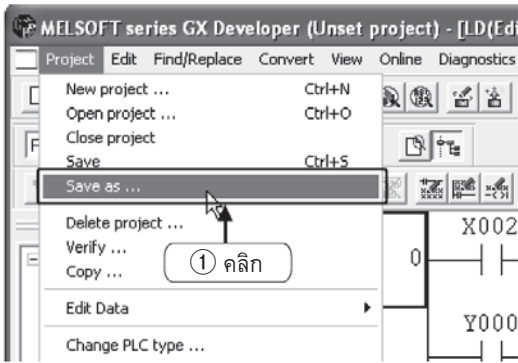 MELSOFT series GX Developer (Unset project) - [LD(Edi
Project Edit Find/Replace Convert View Online Diagnostics
New project ... Ctrl+N
Open project ... Ctrl+O
Close project
Save Ctrl+S
Save as ...
Delete project ...
Verify ...
Copy ...
Edit Data
Change PLC type ...
① คลิก
X002
0
Y000